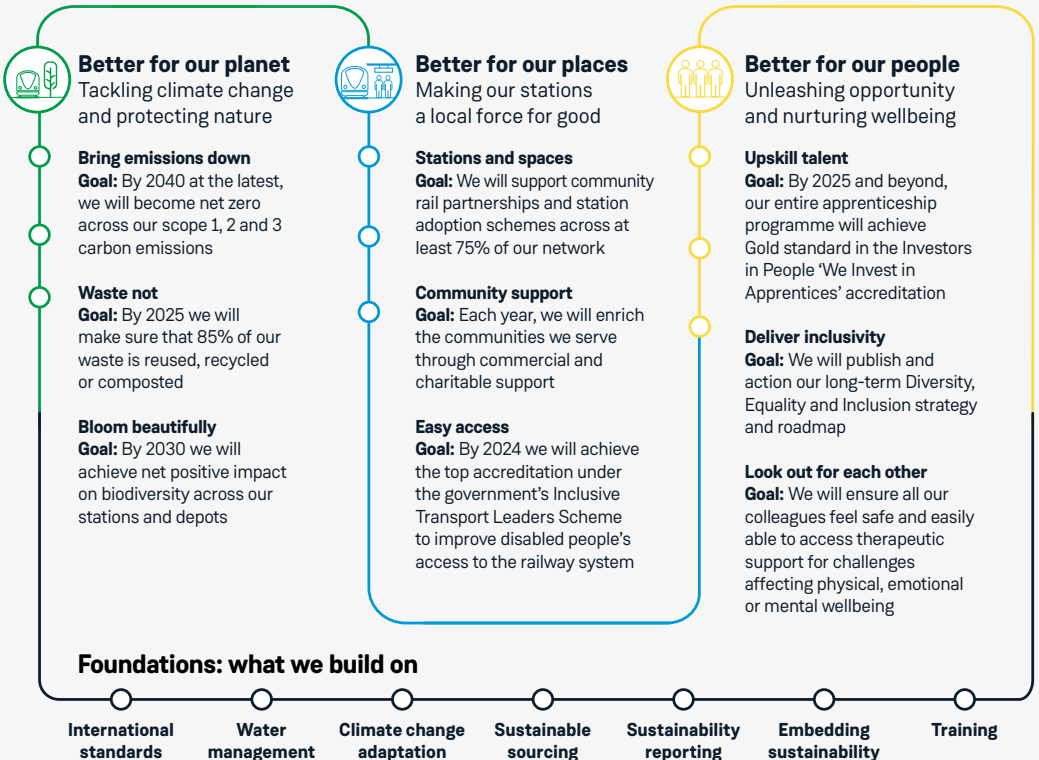 Better for our planet
Tackling climate change
and protecting nature
Bring emissions down
Goal: By 2040 at the latest,
we will become net zero
across our scope 1, 2 and 3
carbon emissions
Waste not
Goal: By 2025 we will
make sure that 85% of our
waste is reused, recycled
or composted
Bloom beautifully
Goal: By 2030 we will
achieve net positive impact
on biodiversity across our
stations and depots
Better for our places
Making our stations
a local force for good
Stations and spaces
Goal: We will support community
rail partnerships and station
adoption schemes across at
least 75% of our network
Community support
Goal: Each year, we will enrich
the communities we serve
through commercial and
charitable support
Easy access
Goal: By 2024 we will achieve
the top accreditation under
the government's Inclusive
Transport Leaders Scheme
to improve disabled people's
access to the railway system
Better for our people
Unleashing opportunity
and nurturing wellbeing
Upskill talent
Goal: By 2025 and beyond,
our entire apprenticeship
programme will achieve
Gold standard in the Investors
in People ‘We Invest in
Apprentices’ accreditation
Deliver inclusivity
Goal: We will publish and
action our long-term Diversity,
Equality and Inclusion strategy
and roadmap
Look out for each other
Goal: We will ensure all our
colleagues feel safe and easily
able to access therapeutic
support for challenges
affecting physical, emotional
or mental wellbeing
Foundations: what we build on
International
standards
Water
management
Climate change
adaptation
Sustainable
sourcing
Sustainability
reporting
Embedding
sustainability
Training